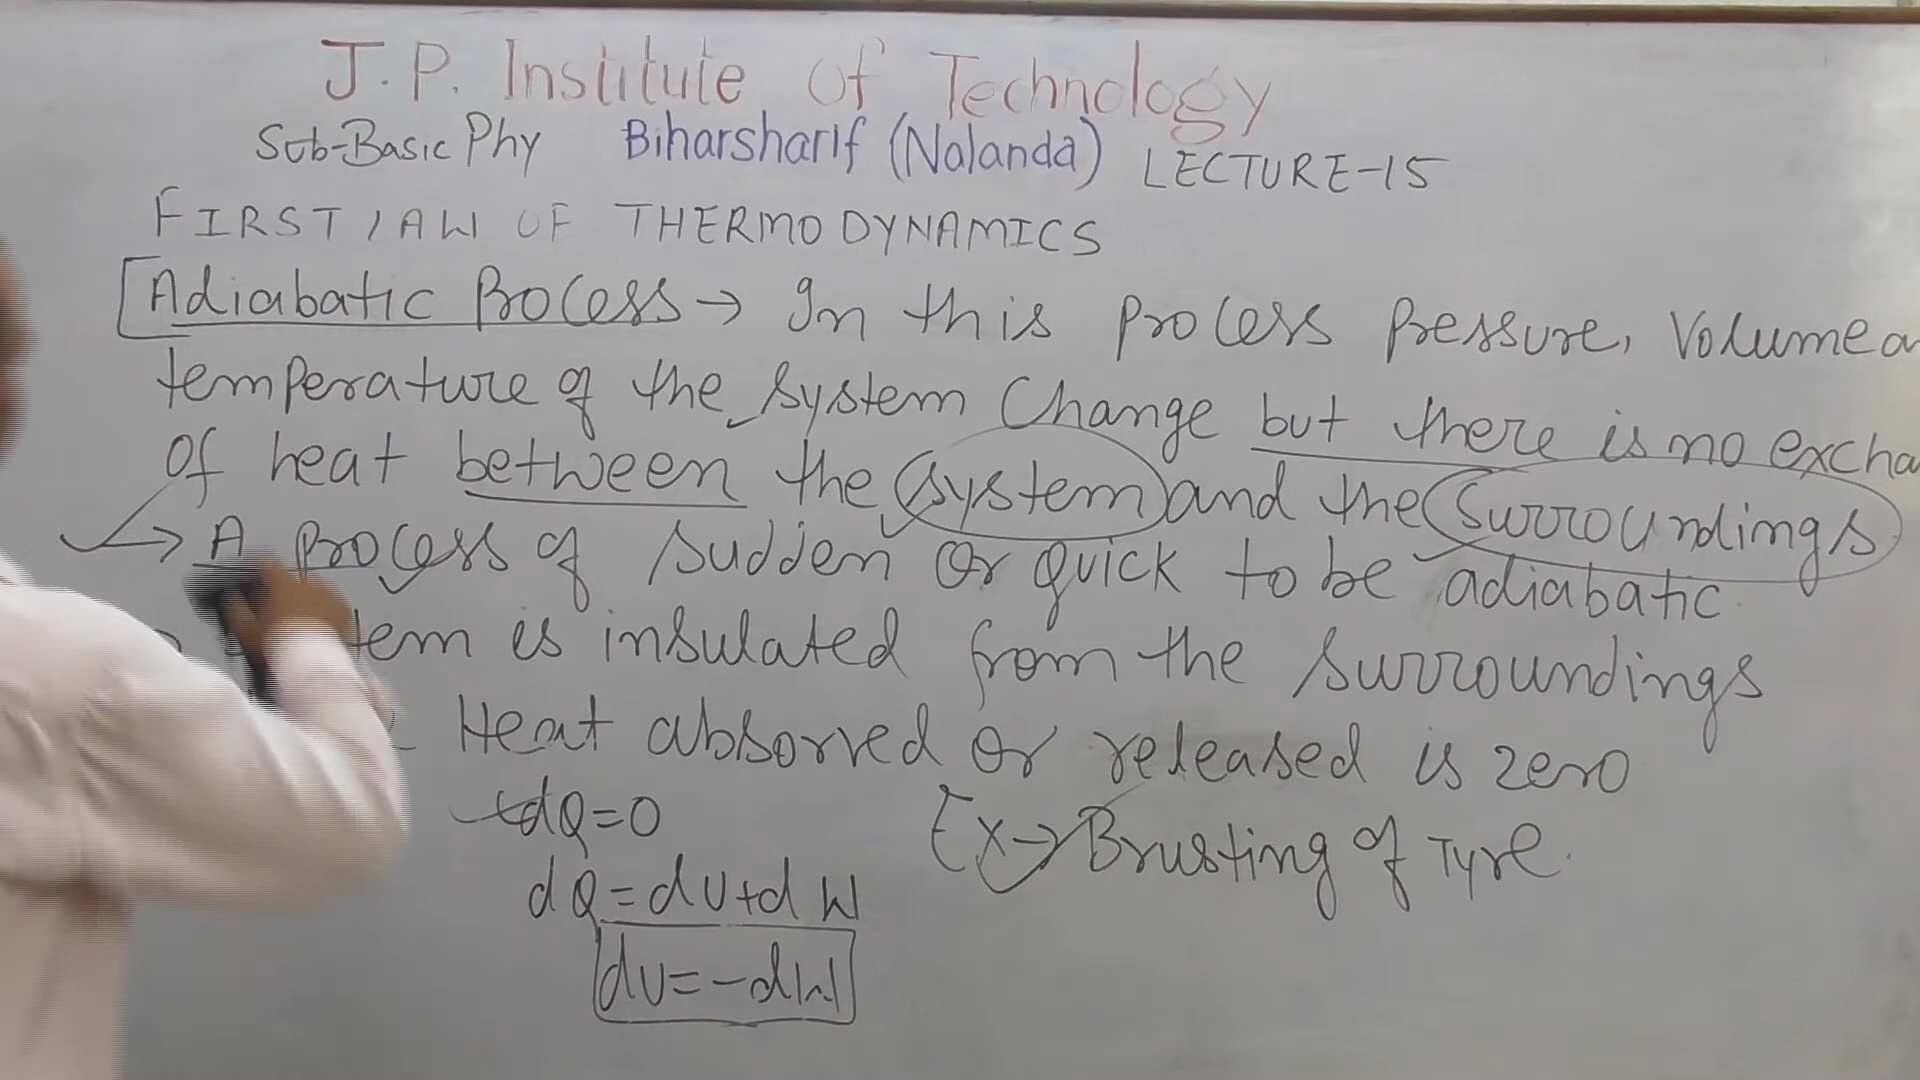 J.P. Institute of Technology
Sub-Basic Phy Biharsharif (Nalanda) LECTURE-15
FIRST LAW OF THERMODYNAMICS
Adiabatic Process → In this process pressure, Volume a
temperature of the system Change but there is no excha
of heat between the system and the surroundings
→ A process of sudden or quick to be adiabatic
tem is insulated from the surroundings
Heat absorved or released is zero
dQ=0 Ex→ Brusting of Tyre.
dQ=dU+dW
dU=-dW